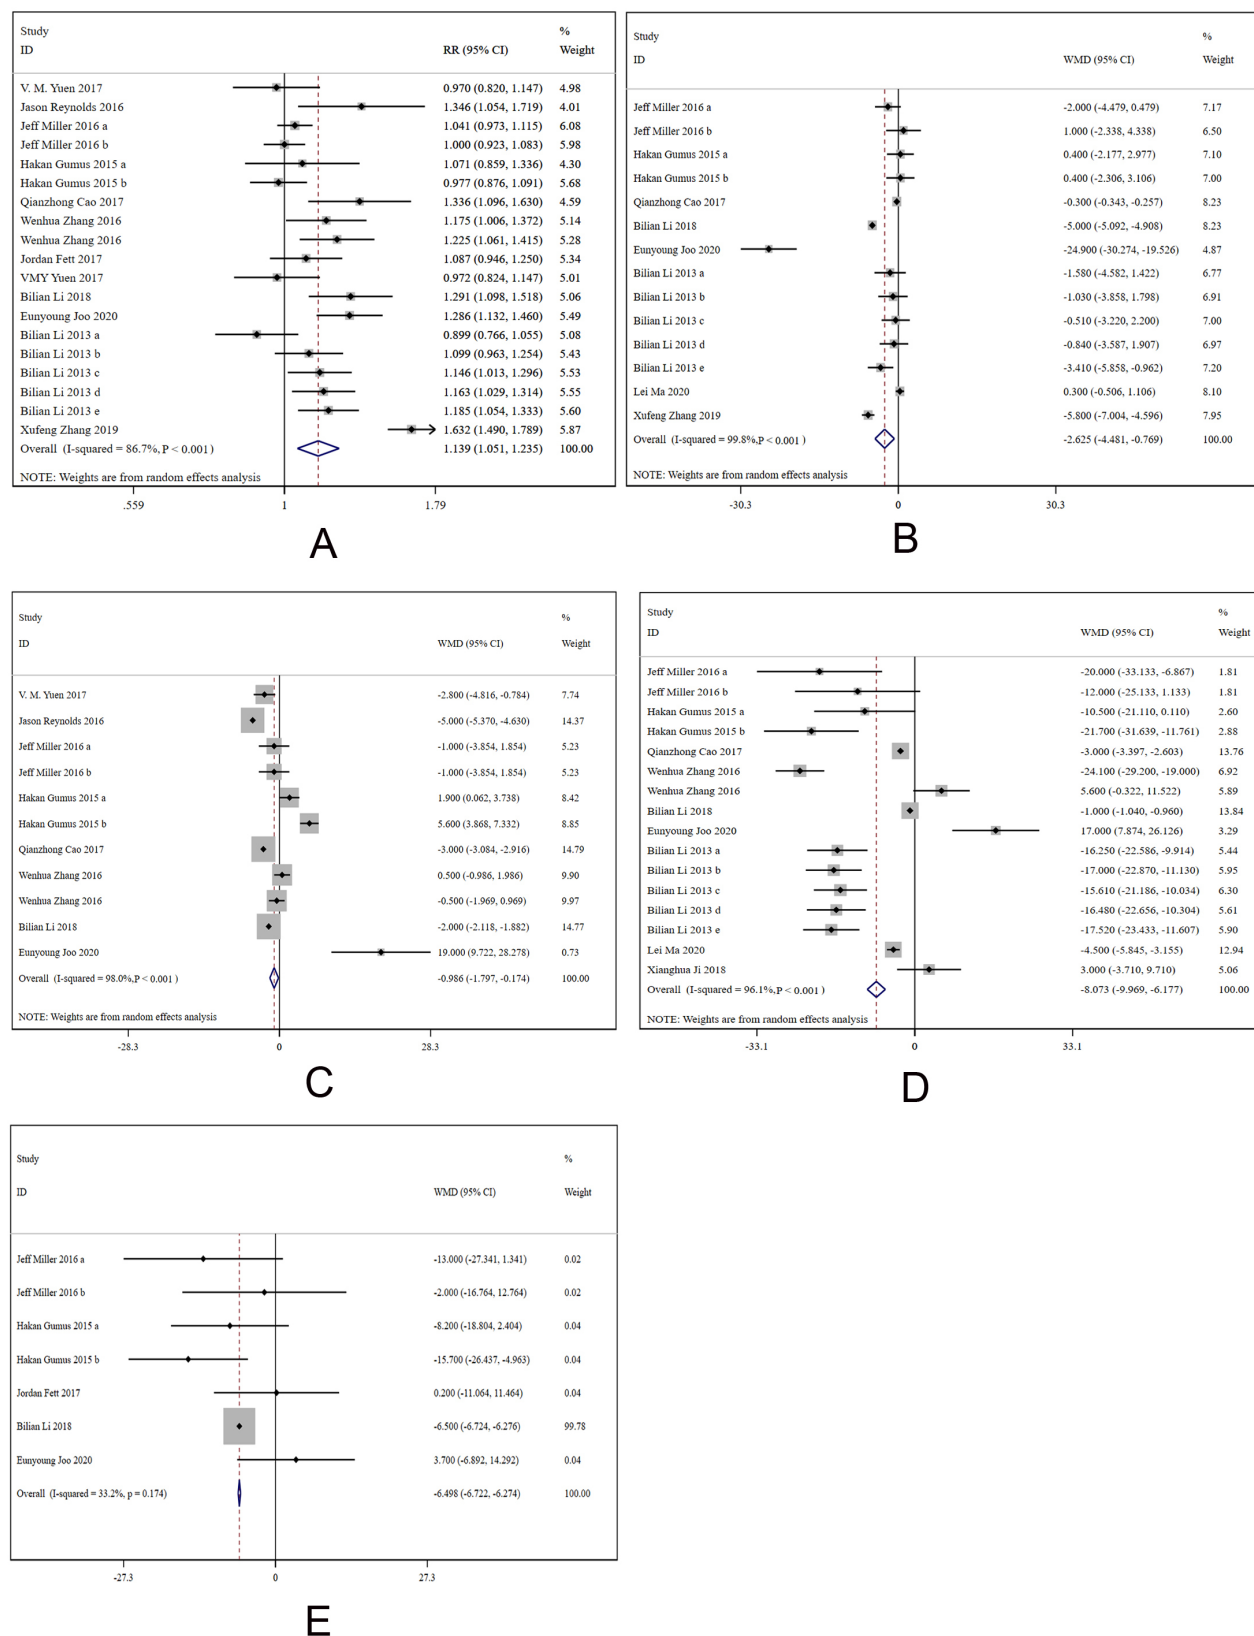 Study %
ID RR (95% CI) Weight
V. M. Yuen 2017 0.970 (0.820, 1.147) 4.98
Jason Reynolds 2016 1.346 (1.054, 1.719) 4.01
Jeff Miller 2016 a 1.041 (0.973, 1.115) 6.08
Jeff Miller 2016 b 1.000 (0.923, 1.083) 5.98
Hakan Gumus 2015 a 1.071 (0.859, 1.336) 4.30
Hakan Gumus 2015 b 0.977 (0.876, 1.091) 5.68
Qianzhong Cao 2017 1.336 (1.096, 1.630) 4.59
Wenhua Zhang 2016 1.175 (1.006, 1.372) 5.14
Wenhua Zhang 2016 1.225 (1.061, 1.415) 5.28
Jordan Fett 2017 1.087 (0.946, 1.250) 5.34
VMY Yuen 2017 0.972 (0.824, 1.147) 5.01
Bilian Li 2018 1.291 (1.098, 1.518) 5.06
Eunyoung Joo 2020 1.286 (1.132, 1.460) 5.49
Bilian Li 2013 a 0.899 (0.766, 1.055) 5.08
Bilian Li 2013 b 1.099 (0.963, 1.254) 5.43
Bilian Li 2013 c 1.146 (1.013, 1.296) 5.53
Bilian Li 2013 d 1.163 (1.029, 1.314) 5.55
Bilian Li 2013 e 1.185 (1.054, 1.333) 5.60
Xufeng Zhang 2019 1.632 (1.490, 1.789) 5.87
Overall (I-squared = 86.7%, P < 0.001) 1.139 (1.051, 1.235) 100.00
NOTE: Weights are from random effects analysis
.559 1 1.79
A
Study %
ID WMD (95% CI) Weight
Jeff Miller 2016 a -2.000 (-4.479, 0.479) 7.17
Jeff Miller 2016 b 1.000 (-2.338, 4.338) 6.50
Hakan Gumus 2015 a 0.400 (-2.177, 2.977) 7.10
Hakan Gumus 2015 b 0.400 (-2.306, 3.106) 7.00
Qianzhong Cao 2017 -0.300 (-0.343, -0.257) 8.23
Bilian Li 2018 -5.000 (-5.092, -4.908) 8.23
Eunyoung Joo 2020 -24.900 (-30.274, -19.526) 4.87
Bilian Li 2013 a -1.580 (-4.582, 1.422) 6.77
Bilian Li 2013 b -1.030 (-3.858, 1.798) 6.91
Bilian Li 2013 c -0.510 (-3.220, 2.200) 7.00
Bilian Li 2013 d -0.840 (-3.587, 1.907) 6.97
Bilian Li 2013 e -3.410 (-5.858, -0.962) 7.20
Lei Ma 2020 0.300 (-0.506, 1.106) 8.10
Xufeng Zhang 2019 -5.800 (-7.004, -4.596) 7.95
Overall (I-squared = 99.8%,P < 0.001 ) -2.625 (-4.481, -0.769) 100.00
NOTE: Weights are from random effects analysis
-30.3 0 30.3
B
Study %
ID WMD (95% CI) Weight
V. M. Yuen 2017 -2.800 (-4.816, -0.784) 7.74
Jason Reynolds 2016 -5.000 (-5.370, -4.630) 14.37
Jeff Miller 2016 a -1.000 (-3.854, 1.854) 5.23
Jeff Miller 2016 b -1.000 (-3.854, 1.854) 5.23
Hakan Gumus 2015 a 1.900 (0.062, 3.738) 8.42
Hakan Gumus 2015 b 5.600 (3.868, 7.332) 8.85
Qianzhong Cao 2017 -3.000 (-3.084, -2.916) 14.79
Wenhua Zhang 2016 0.500 (-0.986, 1.986) 9.90
Wenhua Zhang 2016 -0.500 (-1.969, 0.969) 9.97
Bilian Li 2018 -2.000 (-2.118, -1.882) 14.77
Eunyoung Joo 2020 19.000 (9.722, 28.278) 0.73
Overall (I-squared = 98.0%,P < 0.001 ) -0.986 (-1.797, -0.174) 100.00
NOTE: Weights are from random effects analysis
-28.3 0 28.3
C
Study %
ID WMD (95% CI) Weight
Jeff Miller 2016 a -20.000 (-33.133, -6.867) 1.81
Jeff Miller 2016 b -12.000 (-25.133, 1.133) 1.81
Hakan Gumus 2015 a -10.500 (-21.110, 0.110) 2.60
Hakan Gumus 2015 b -21.700 (-31.639, -11.761) 2.88
Qianzhong Cao 2017 -3.000 (-3.397, -2.603) 13.76
Wenhua Zhang 2016 -24.100 (-29.200, -19.000) 6.92
Wenhua Zhang 2016 5.600 (-0.322, 11.522) 5.89
Bilian Li 2018 -1.000 (-1.040, -0.960) 13.84
Eunyoung Joo 2020 17.000 (7.874, 26.126) 3.29
Bilian Li 2013 a -16.250 (-22.586, -9.914) 5.44
Bilian Li 2013 b -17.000 (-22.870, -11.130) 5.95
Bilian Li 2013 c -15.610 (-21.186, -10.034) 6.30
Bilian Li 2013 d -16.480 (-22.656, -10.304) 5.61
Bilian Li 2013 e -17.520 (-23.433, -11.607) 5.90
Lei Ma 2020 -4.500 (-5.845, -3.155) 12.94
Xianghua Ji 2018 3.000 (-3.710, 9.710) 5.06
Overall (I-squared = 96.1%,P < 0.001 ) -8.073 (-9.969, -6.177) 100.00
NOTE: Weights are from random effects analysis
-33.1 0 33.1
D
Study %
ID WMD (95% CI) Weight
Jeff Miller 2016 a -13.000 (-27.341, 1.341) 0.02
Jeff Miller 2016 b -2.000 (-16.764, 12.764) 0.02
Hakan Gumus 2015 a -8.200 (-18.804, 2.404) 0.04
Hakan Gumus 2015 b -15.700 (-26.437, -4.963) 0.04
Jordan Fett 2017 0.200 (-11.064, 11.464) 0.04
Bilian Li 2018 -6.500 (-6.724, -6.276) 99.78
Eunyoung Joo 2020 3.700 (-6.892, 14.292) 0.04
Overall (I-squared = 33.2%, p = 0.174) -6.498 (-6.722, -6.274) 100.00
-27.3 0 27.3
E